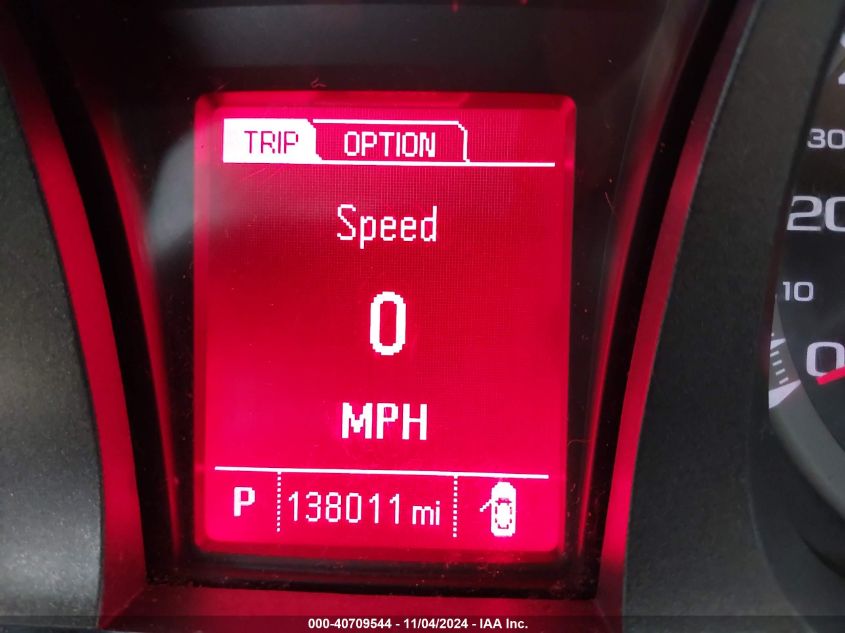 TRIP OPTION
Speed
0
MPH
P 138011 mi
30
20
10
0
000-40709544 - 11/04/2024 - IAA Inc.